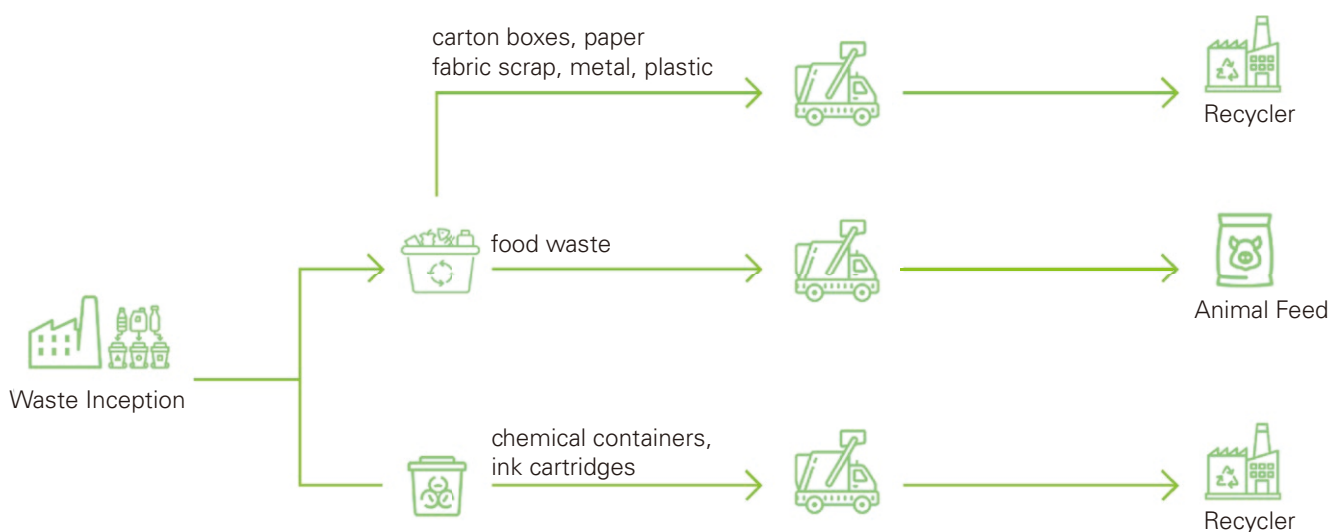 carton boxes, paper
fabric scrap, metal, plastic
Recycler
food waste
Animal Feed
Waste Inception
chemical containers,
ink cartridges
Recycler